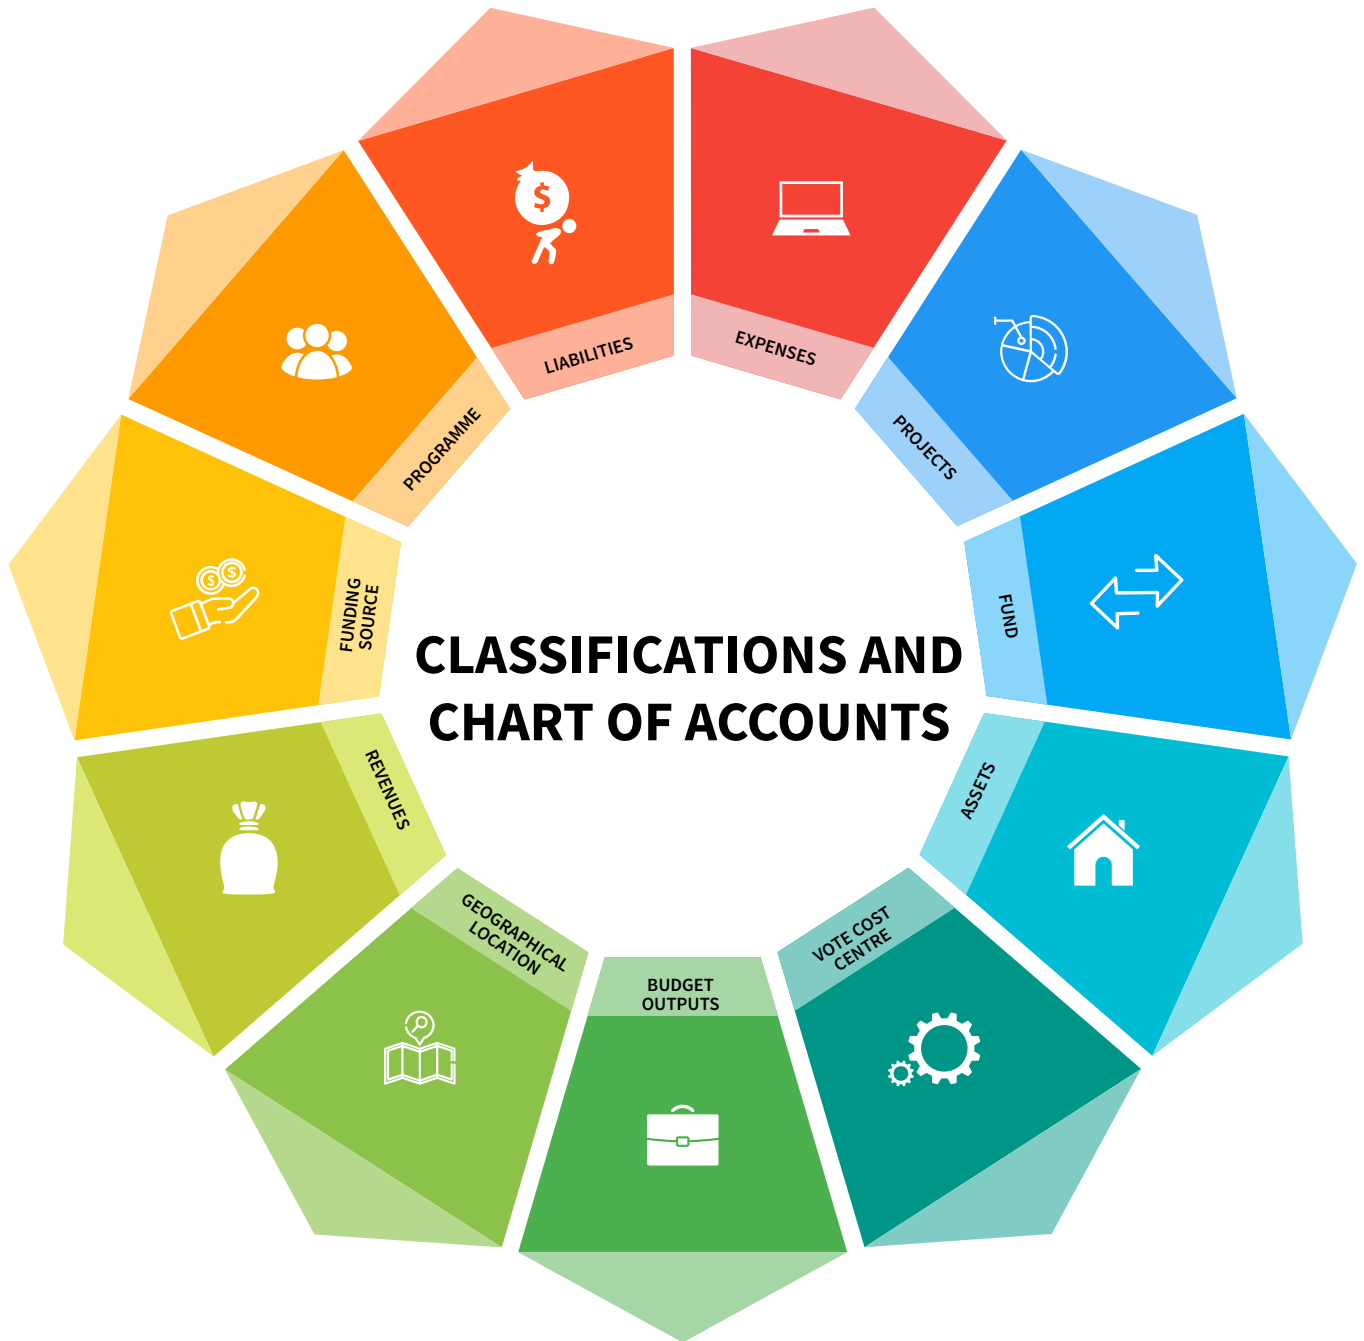 LIABILITIES
EXPENSES
PROGRAMME
PROJECTS
FUNDING
SOURCE
FUND
CLASSIFICATIONS AND
CHART OF ACCOUNTS
REVENUES
ASSETS
GEOGRAPHICAL
LOCATION
VOTE COST
CENTRE
BUDGET
OUTPUTS
$
$
$